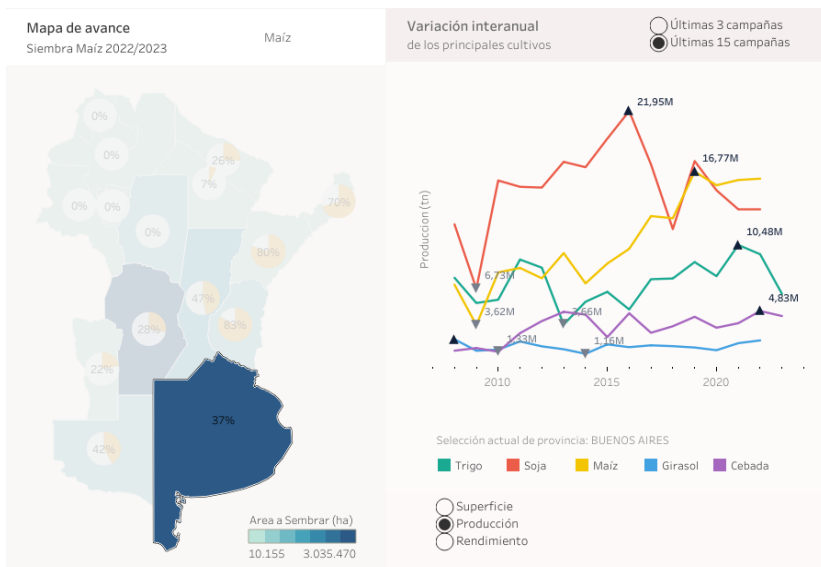 Mapa de avance
Siembra Maíz 2022/2023
Maíz
0%
0%
26%
7%
0%
0%
70%
0%
80%
47%
28%
83%
22%
37%
42%
Area a Sembrar (ha)
10.155 3.035.470
Variación interanual
de los principales cultivos
Últimas 3 campañas
Últimas 15 campañas
21,95M
16,77M
10,48M
6,73M
4,83M
3,62M
3,66M
1,33M
1,16M
Produccion (tn)
2010 2015 2020
Selección actual de provincia: BUENOS AIRES
Trigo Soja Maíz Girasol Cebada
Superficie
Producción
Rendimiento